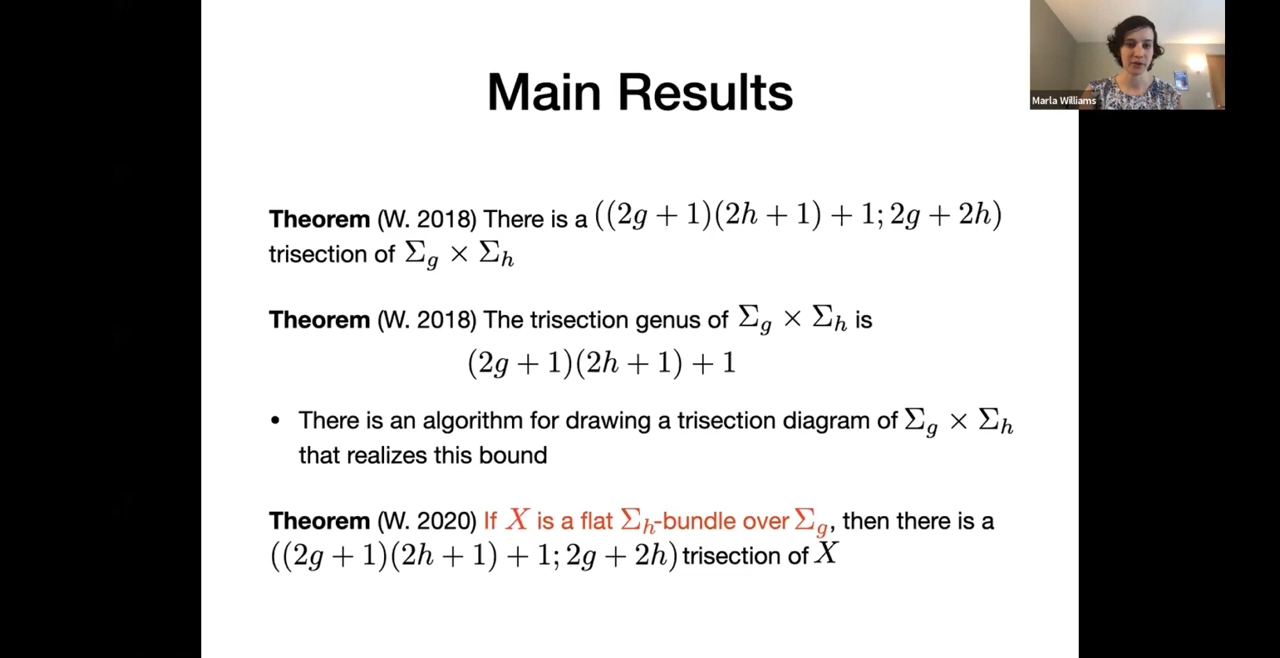 Main Results
Marla Williams
Theorem (W. 2018) There is a ((2g + 1)(2h + 1) + 1; 2g + 2h)
trisection of Σ_g × Σ_h
Theorem (W. 2018) The trisection genus of Σ_g × Σ_h is
(2g + 1)(2h + 1) + 1
• There is an algorithm for drawing a trisection diagram of Σ_g × Σ_h
that realizes this bound
Theorem (W. 2020) If X is a flat Σ_h-bundle over Σ_g, then there is a
((2g + 1)(2h + 1) + 1; 2g + 2h) trisection of X